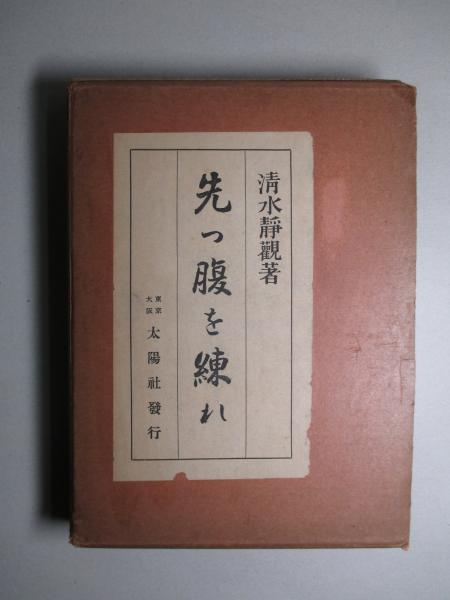 清水靜觀著
先つ腹を練れ
東京
大阪
太陽社發行